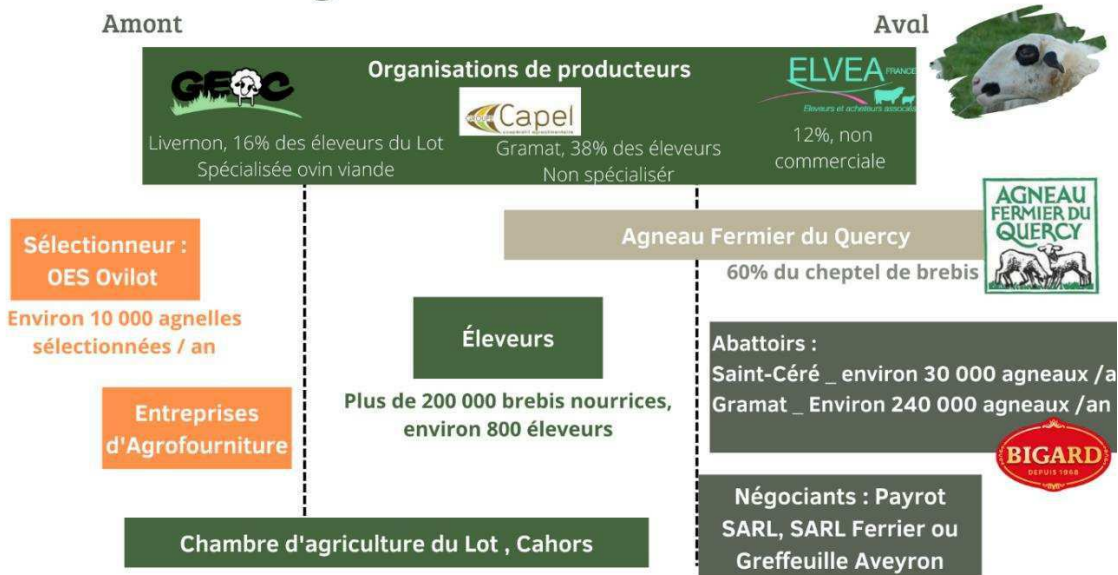 Amont
Aval
Organisations de producteurs
GEOC
Livernon, 16% des éleveurs du Lot
Spécialisée ovin viande
GROUPE Capel
coopératif agroalimentaire
Gramat, 38% des éleveurs
Non spécialisér
ELVEA FRANCE
Eleveurs et acheteurs associés
12%, non
commerciale
Agneau Fermier du Quercy
60% du cheptel de brebis
AGNEAU
FERMIER DU
QUERCY
Sélectionneur :
OES Ovilot
Environ 10 000 agnelles
sélectionnées / an
Éleveurs
Plus de 200 000 brebis nourrices,
environ 800 éleveurs
Abattoirs :
Saint-Céré _ environ 30 000 agneaux /a
Gramat _ Environ 240 000 agneaux /an
BIGARD
DEPUIS 1968
Entreprises
d'Agrofourniture
Négociants : Payrot
SARL, SARL Ferrier ou
Greffeuille Aveyron
Chambre d'agriculture du Lot , Cahors